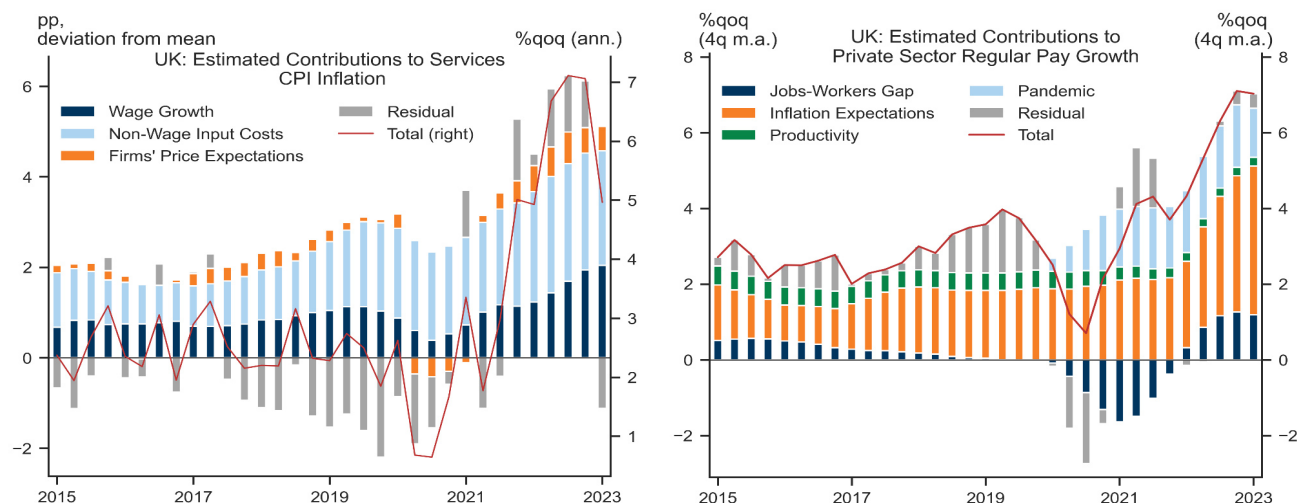 pp,
deviation from mean
%qoq (ann.)
UK: Estimated Contributions to Services
CPI Inflation
Wage Growth
Non-Wage Input Costs
Firms' Price Expectations
Residual
Total (right)
6
4
2
0
−2
7
6
5
4
3
2
1
2015
2017
2019
2021
2023
%qoq
(4q m.a.)
%qoq
(4q m.a.)
UK: Estimated Contributions to
Private Sector Regular Pay Growth
Jobs-Workers Gap
Inflation Expectations
Productivity
Pandemic
Residual
Total
8
6
4
2
0
−2
8
6
4
2
0
−2
2015
2017
2019
2021
2023